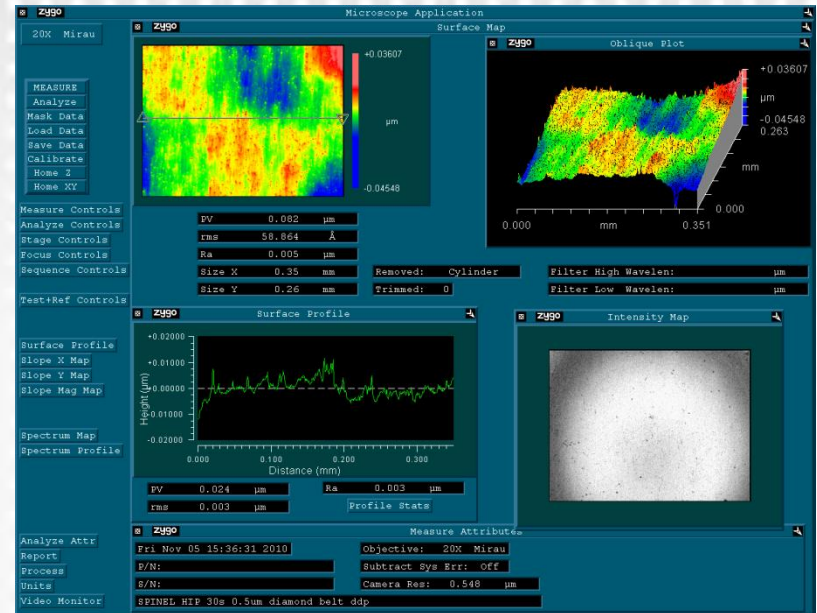 zygo Microscope Application
20X Mirau
MEASURE
Analyze
Mask Data
Load Data
Save Data
Calibrate
Home Z
Home XY
Measure Controls
Analyze Controls
Stage Controls
Focus Controls
Sequence Controls
Test+Ref Controls
Surface Profile
Slope X Map
Slope Y Map
Slope Mag Map
Spectrum Map
Spectrum Profile
Analyze Attr
Report
Process
Units
Video Monitor
zygo Surface Map
+0.03607
µm
-0.04548
PV 0.082 µm
rms 58.864 Å
Ra 0.005 µm
Size X 0.35 mm
Size Y 0.26 mm
Removed: Cylinder
Trimmed: 0
Filter High Wavelen: µm
Filter Low Wavelen: µm
zygo Oblique Plot
+0.03607
µm
-0.04548
0.263
mm
0.000
0.000 mm 0.351
zygo Surface Profile
+0.02000
+0.01000
0.00000
-0.01000
-0.02000
Height (µm)
0.000 0.100 0.200 0.300
Distance (mm)
PV 0.024 µm
rms 0.003 µm
Ra 0.003 µm
Profile Stats
zygo Intensity Map
zygo Measure Attributes
Fri Nov 05 15:36:31 2010
P/N:
S/N:
Objective: 20X Mirau
Subtract Sys Err: Off
Camera Res: 0.548 µm
SPINEL HIP 30s 0.5um diamond belt ddp